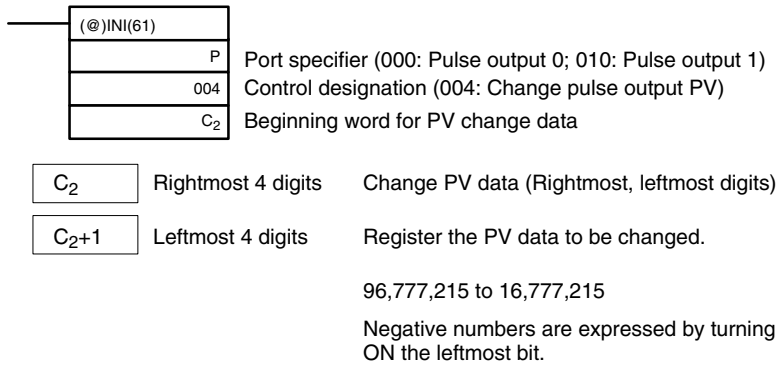 (@)INI(61)
P Port specifier (000: Pulse output 0; 010: Pulse output 1)
004 Control designation (004: Change pulse output PV)
C2 Beginning word for PV change data
C2 Rightmost 4 digits Change PV data (Rightmost, leftmost digits)
C2+1 Leftmost 4 digits Register the PV data to be changed.
96,777,215 to 16,777,215
Negative numbers are expressed by turning
ON the leftmost bit.